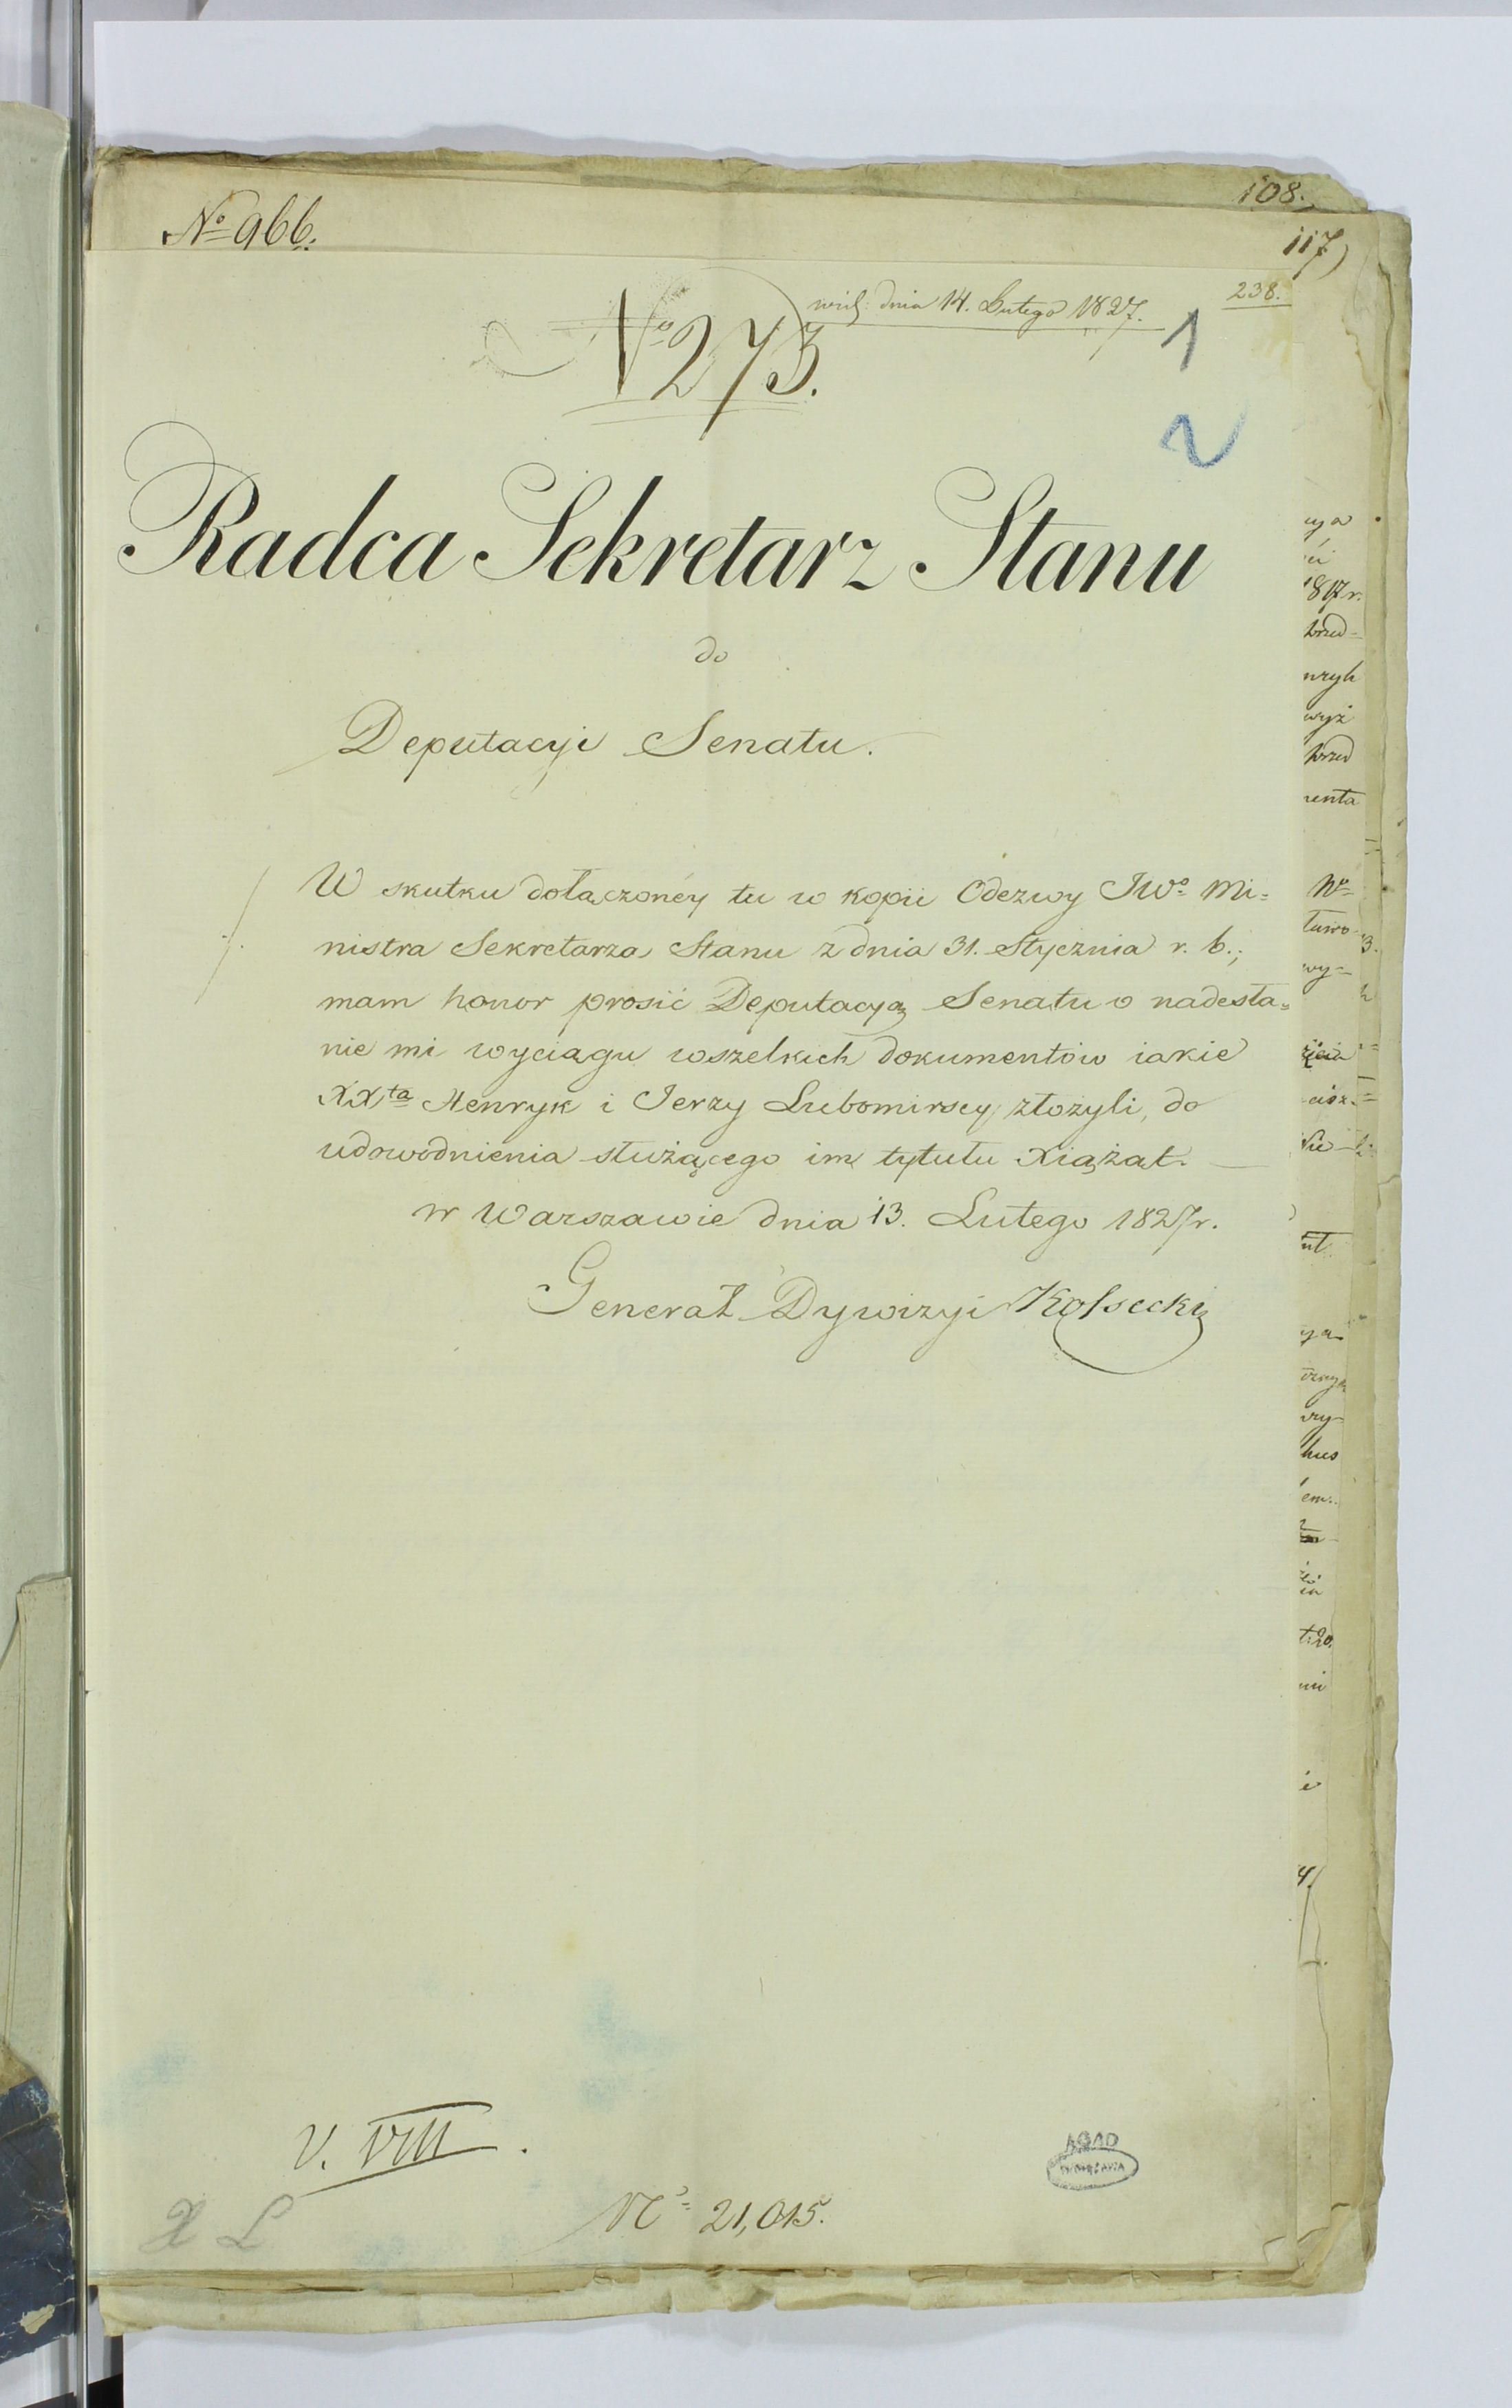 108.
No 966.
117
238.
dnia 14. Lutego 1827.
No 273.
1
2
Radca Sekretarz Stanu
do
Deputacyi Senatu.
W skutku dołączoney tu w kopii Odezwy JWo Mi=
nistra Sekretarza Stanu z dnia 31. Stycznia r. b.;
mam honor prosić Deputacyą Senatu o nadesła=
nie mi wyciągu wszelkich dokumentów iakie
XXta Henryk i Jerzy Lubomirscy złożyli, do
udowodnienia służącego im tytułu Xiążąt.
w Warszawie dnia 13. Lutego 1827 r.
Generał Dywizyi Kossecki
V. VIII.
AGAD
WARSZAWA
No 21,015.
L